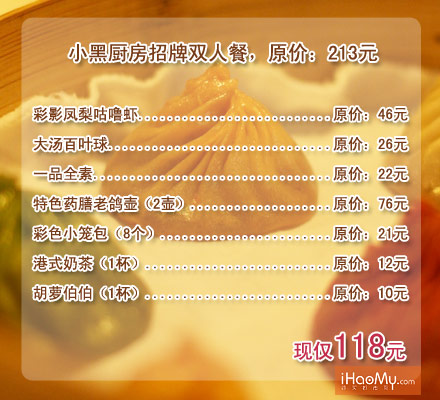 小黑厨房招牌双人餐，原价：213元
彩影凤梨咕噜虾............................原价：46元
大汤百叶球................................原价：26元
一品全素..................................原价：22元
特色药膳老鸽壶（2壶）.....................原价：76元
彩色小笼包（8个）.........................原价：21元
港式奶茶（1杯）...........................原价：12元
胡萝伯伯（1杯）...........................原价：10元
现仅118元
iHaoMy.com